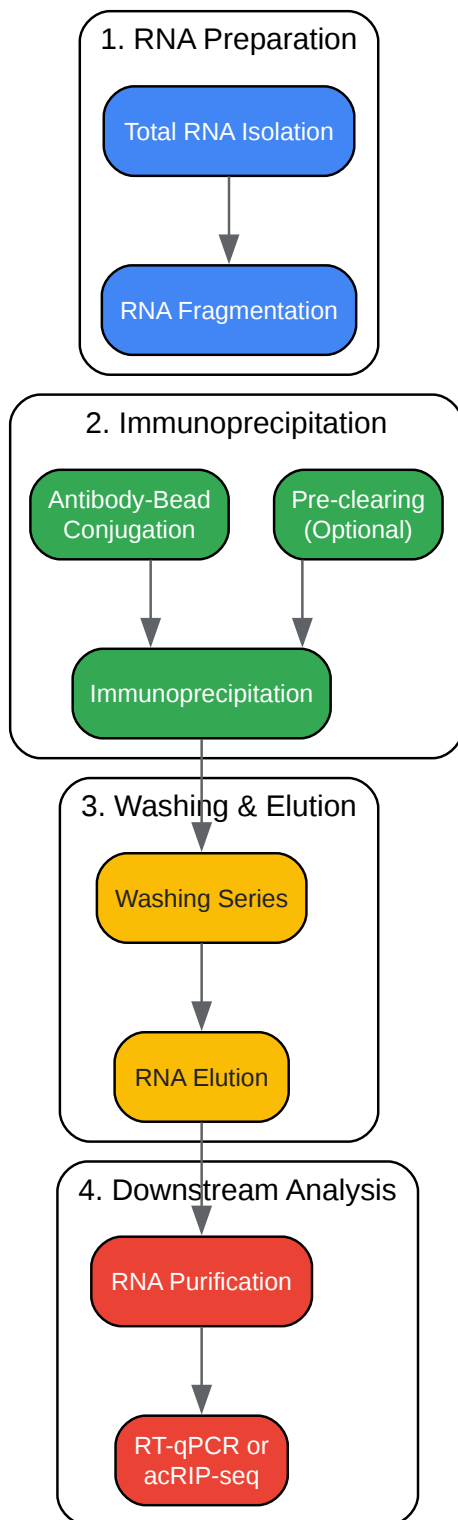 1. RNA Preparation
Total RNA Isolation
RNA Fragmentation
2. Immunoprecipitation
Antibody-Bead
Conjugation
Pre-clearing
(Optional)
Immunoprecipitation
3. Washing & Elution
Washing Series
RNA Elution
4. Downstream Analysis
RNA Purification
RT-qPCR or
acRIP-seq